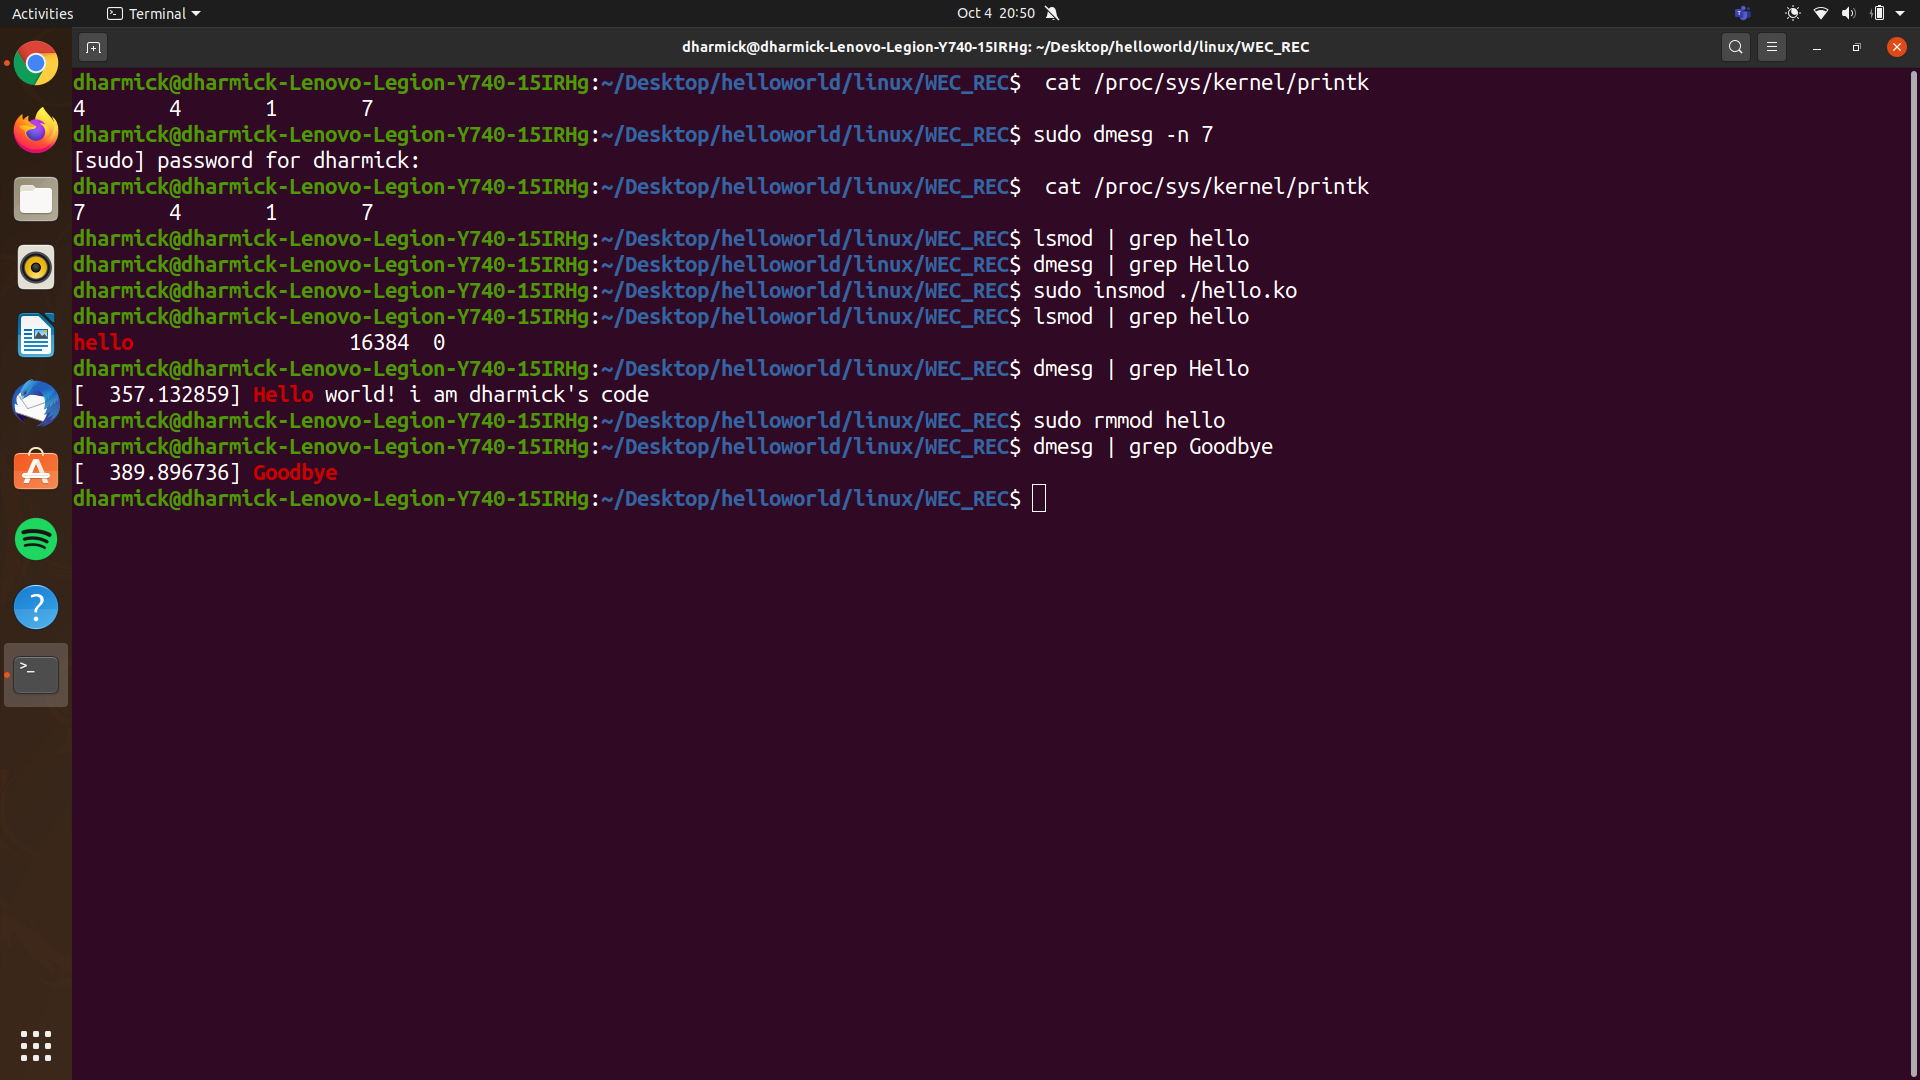 Activities Terminal Oct 4 20:50
dharmick@dharmick-Lenovo-Legion-Y740-15IRHg: ~/Desktop/helloworld/linux/WEC_REC
dharmick@dharmick-Lenovo-Legion-Y740-15IRHg:~/Desktop/helloworld/linux/WEC_REC$  cat /proc/sys/kernel/printk
4       4       1       7
dharmick@dharmick-Lenovo-Legion-Y740-15IRHg:~/Desktop/helloworld/linux/WEC_REC$ sudo dmesg -n 7
[sudo] password for dharmick:
dharmick@dharmick-Lenovo-Legion-Y740-15IRHg:~/Desktop/helloworld/linux/WEC_REC$  cat /proc/sys/kernel/printk
7       4       1       7
dharmick@dharmick-Lenovo-Legion-Y740-15IRHg:~/Desktop/helloworld/linux/WEC_REC$ lsmod | grep hello
dharmick@dharmick-Lenovo-Legion-Y740-15IRHg:~/Desktop/helloworld/linux/WEC_REC$ dmesg | grep Hello
dharmick@dharmick-Lenovo-Legion-Y740-15IRHg:~/Desktop/helloworld/linux/WEC_REC$ sudo insmod ./hello.ko
dharmick@dharmick-Lenovo-Legion-Y740-15IRHg:~/Desktop/helloworld/linux/WEC_REC$ lsmod | grep hello
hello                  16384  0
dharmick@dharmick-Lenovo-Legion-Y740-15IRHg:~/Desktop/helloworld/linux/WEC_REC$ dmesg | grep Hello
[  357.132859] Hello world! i am dharmick's code
dharmick@dharmick-Lenovo-Legion-Y740-15IRHg:~/Desktop/helloworld/linux/WEC_REC$ sudo rmmod hello
dharmick@dharmick-Lenovo-Legion-Y740-15IRHg:~/Desktop/helloworld/linux/WEC_REC$ dmesg | grep Goodbye
[  389.896736] Goodbye
dharmick@dharmick-Lenovo-Legion-Y740-15IRHg:~/Desktop/helloworld/linux/WEC_REC$